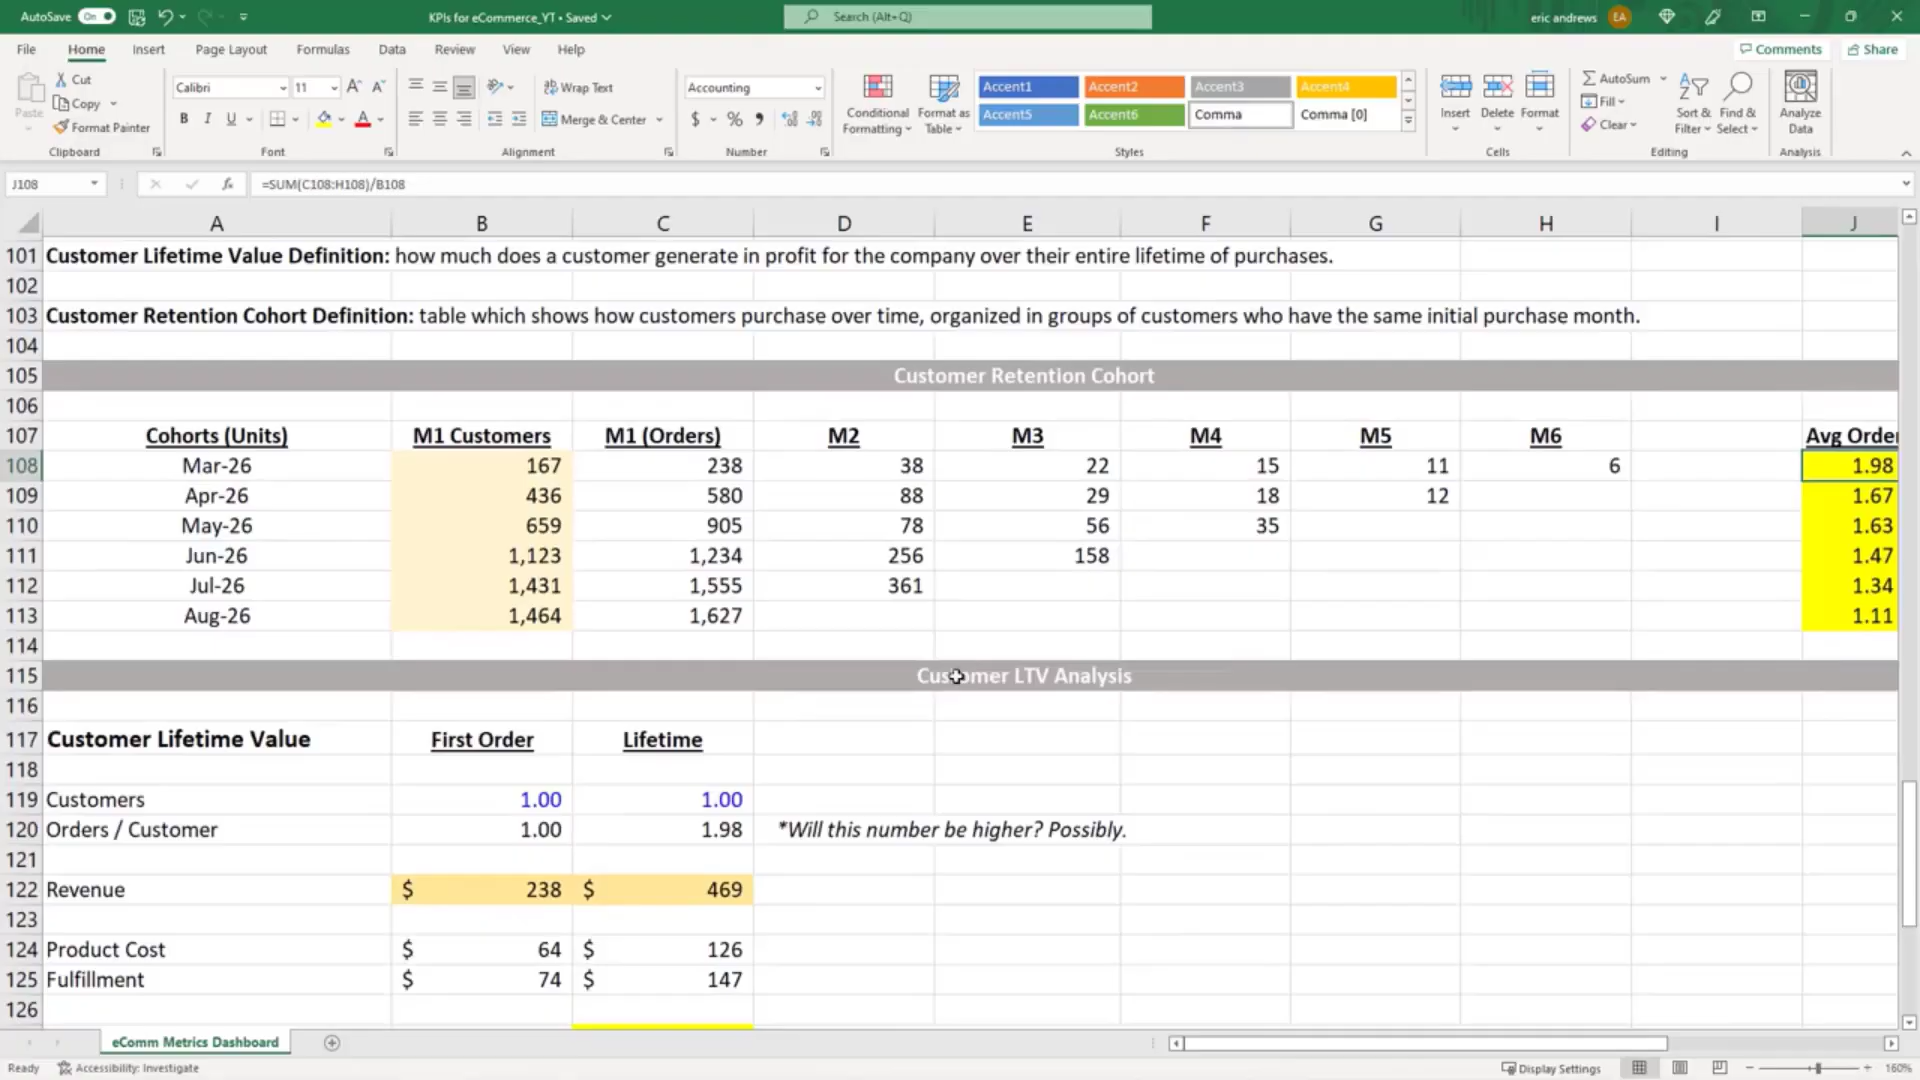 AutoSave On KPIs for eCommerce_YT • Saved Search (Alt+Q) eric andrews EA
File Home Insert Page Layout Formulas Data Review View Help Comments Share
Paste Cut Copy Format Painter Clipboard
Calibri 11 A A B I U A Font
Wrap Text Merge & Center Alignment
Accounting $ % Number
Conditional Formatting Format as Table
Accent1 Accent2 Accent3 Accent4
Accent5 Accent6 Comma Comma [0]
Styles
Insert Delete Format Cells
AutoSum Fill Clear Sort & Filter Find & Select Editing
Analyze Data Analysis
J108 fx =SUM(C108:H108)/B108
A B C D E F G H I J
101 Customer Lifetime Value Definition: how much does a customer generate in profit for the company over their entire lifetime of purchases.
102
103 Customer Retention Cohort Definition: table which shows how customers purchase over time, organized in groups of customers who have the same initial purchase month.
104
105 Customer Retention Cohort
106
107 Cohorts (Units) M1 Customers M1 (Orders) M2 M3 M4 M5 M6 Avg Order
108 Mar-26 167 238 38 22 15 11 6 1.98
109 Apr-26 436 580 88 29 18 12 1.67
110 May-26 659 905 78 56 35 1.63
111 Jun-26 1,123 1,234 256 158 1.47
112 Jul-26 1,431 1,555 361 1.34
113 Aug-26 1,464 1,627 1.11
114
115 Customer LTV Analysis
116
117 Customer Lifetime Value First Order Lifetime
118
119 Customers 1.00 1.00
120 Orders / Customer 1.00 1.98 *Will this number be higher? Possibly.
121
122 Revenue $ 238 $ 469
123
124 Product Cost $ 64 $ 126
125 Fulfillment $ 74 $ 147
126
eComm Metrics Dashboard
Ready Accessibility: Investigate Display Settings 160%